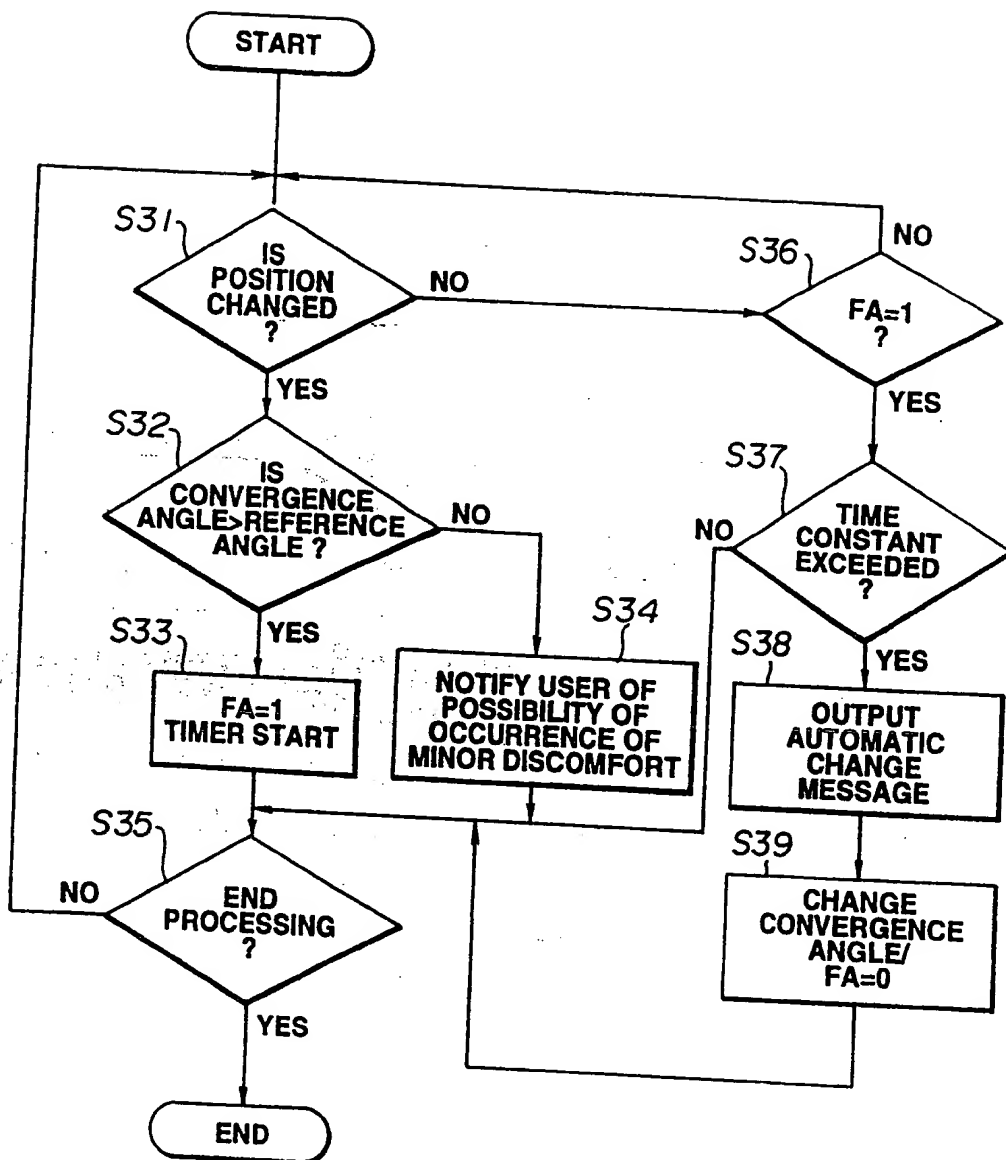 START
S31
IS
POSITION
CHANGED
?
NO
YES
S36
FA=1
?
NO
YES
S32
IS
CONVERGENCE
ANGLE>REFERENCE
ANGLE ?
NO
YES
S37
TIME
CONSTANT
EXCEEDED
?
NO
YES
S33
FA=1
TIMER START
S34
NOTIFY USER OF
POSSIBILITY OF
OCCURRENCE OF
MINOR DISCOMFORT
S38
OUTPUT
AUTOMATIC
CHANGE
MESSAGE
S35
END
PROCESSING
?
NO
YES
S39
CHANGE
CONVERGENCE
ANGLE/
FA=0
END